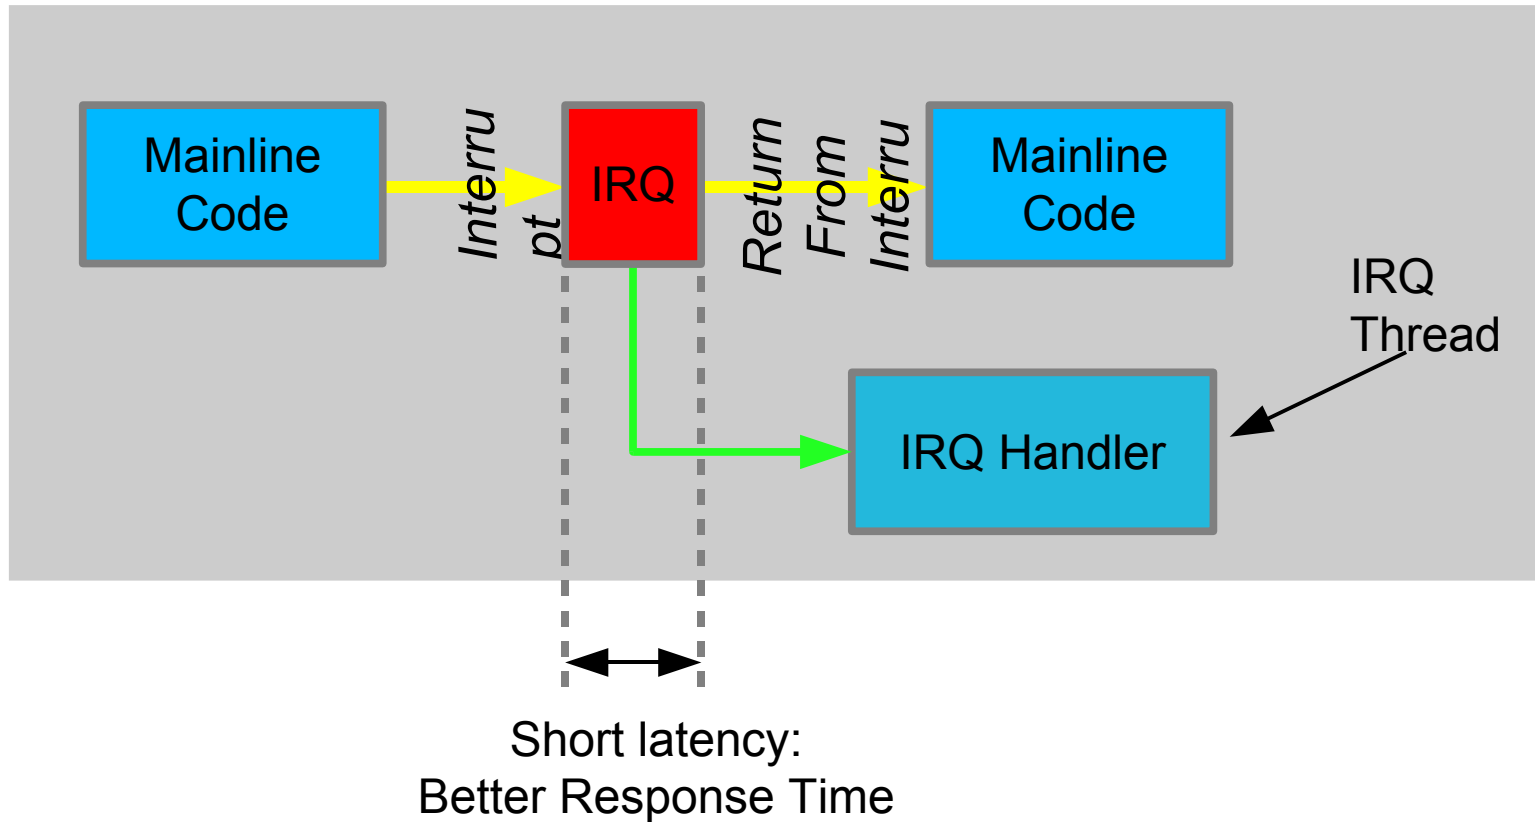 Mainline
Code
Interru
pt
IRQ
Return
From
Interru
Mainline
Code
IRQ
Thread
IRQ Handler
Short latency:
Better Response Time